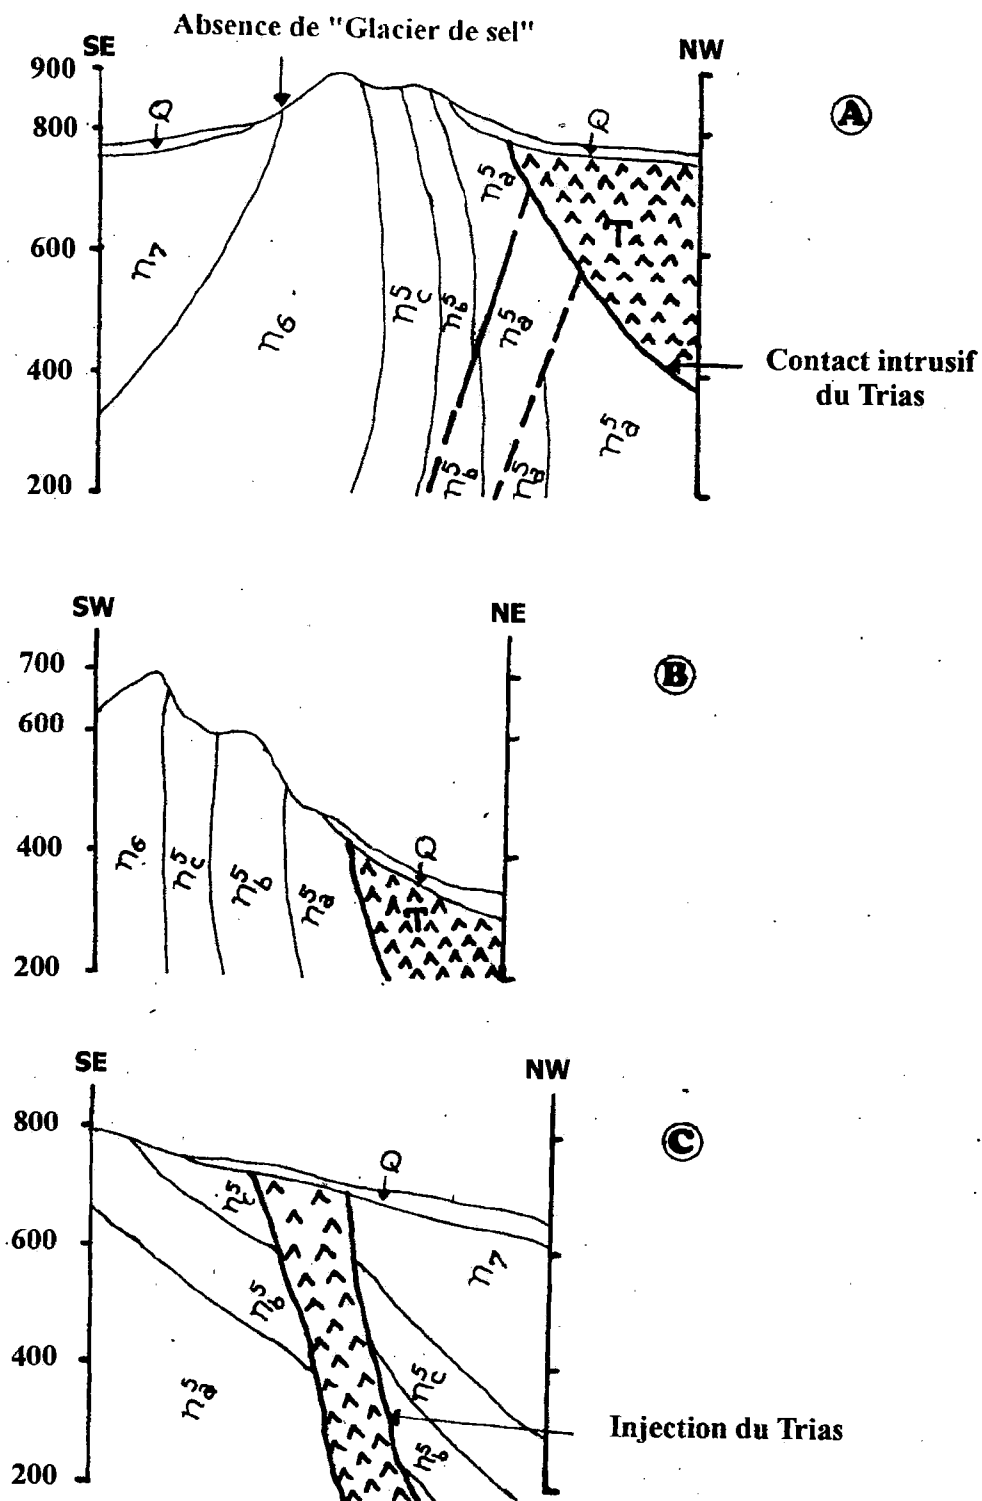 Absence de "Glacier de sel"
SE
NW
900
800
600
400
200
A
Q
Q
n7
n6
n5c
n5b
n5a
n5a
n5a
n5b
n5a
T
Contact intrusif
du Trias
SW
NE
700
600
400
200
B
Q
n6
n5c
n5b
n5a
T
SE
NW
800
600
400
200
C
Q
n5c
n7
n5b
n5a
n5c
n5b
Injection du Trias